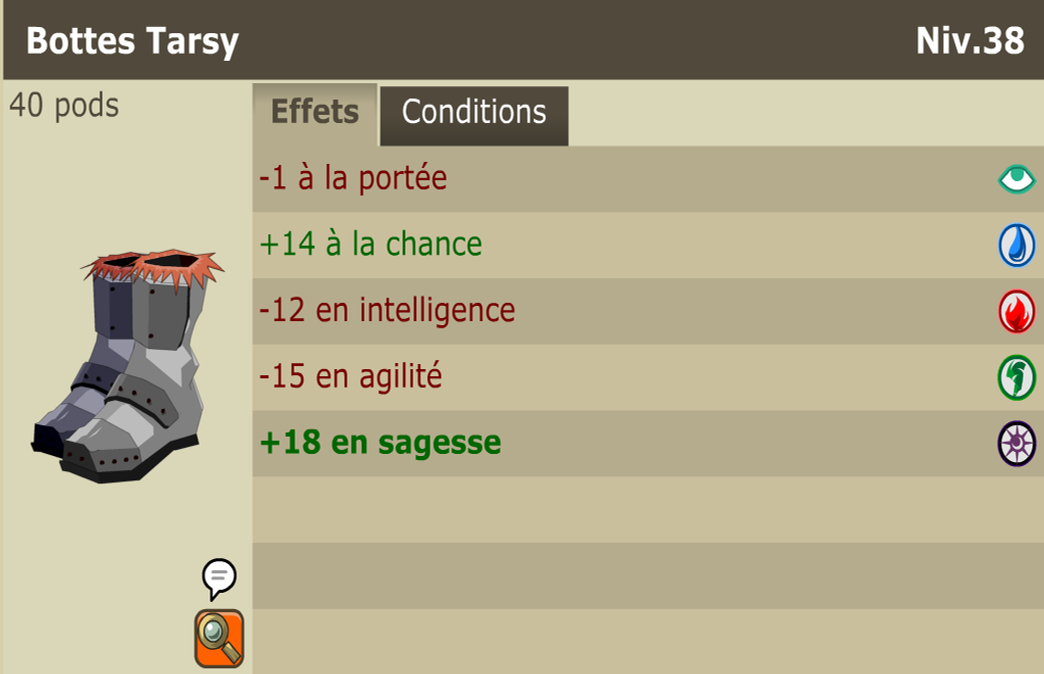 Bottes Tarsy
Niv.38
40 pods
Effets
Conditions
-1 à la portée
+14 à la chance
-12 en intelligence
-15 en agilité
+18 en sagesse